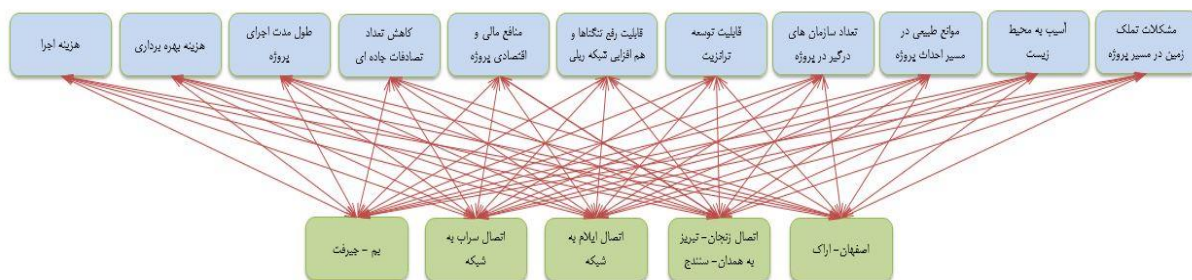 مشکلات تملک
زمین در مسیر پروژه
آسیب به محیط
زیست
موانع طبیعی در
مسیر احداث پروژه
تعداد سازمان های
درگیر در پروژه
قابلیت توسعه
ترانزیت
قابلیت رفع تنگناها و
هم افزایی شبکه ریلی
منافع مالی و
اقتصادی پروژه
کاهش تعداد
تصادفات جاده ای
طول مدت اجرای
پروژه
هزینه بهره برداری
هزینه اجرا
اصفهان- اراک
اتصال زنجان- تبریز
به همدان- سنندج
اتصال ایلام به
شبکه
اتصال سراب به
شبکه
بم - جیرفت